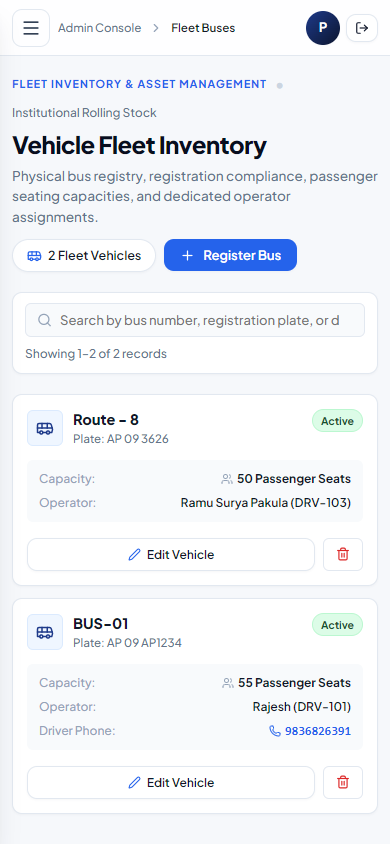 Admin Console > Fleet Buses P
FLEET INVENTORY & ASSET MANAGEMENT
Institutional Rolling Stock
Vehicle Fleet Inventory
Physical bus registry, registration compliance, passenger
seating capacities, and dedicated operator
assignments.
2 Fleet Vehicles + Register Bus
Search by bus number, registration plate, or d
Showing 1–2 of 2 records
Route - 8 Active
Plate: AP 09 3626
Capacity: 50 Passenger Seats
Operator: Ramu Surya Pakula (DRV-103)
Edit Vehicle
BUS-01 Active
Plate: AP 09 AP1234
Capacity: 55 Passenger Seats
Operator: Rajesh (DRV-101)
Driver Phone: 9836826391
Edit Vehicle